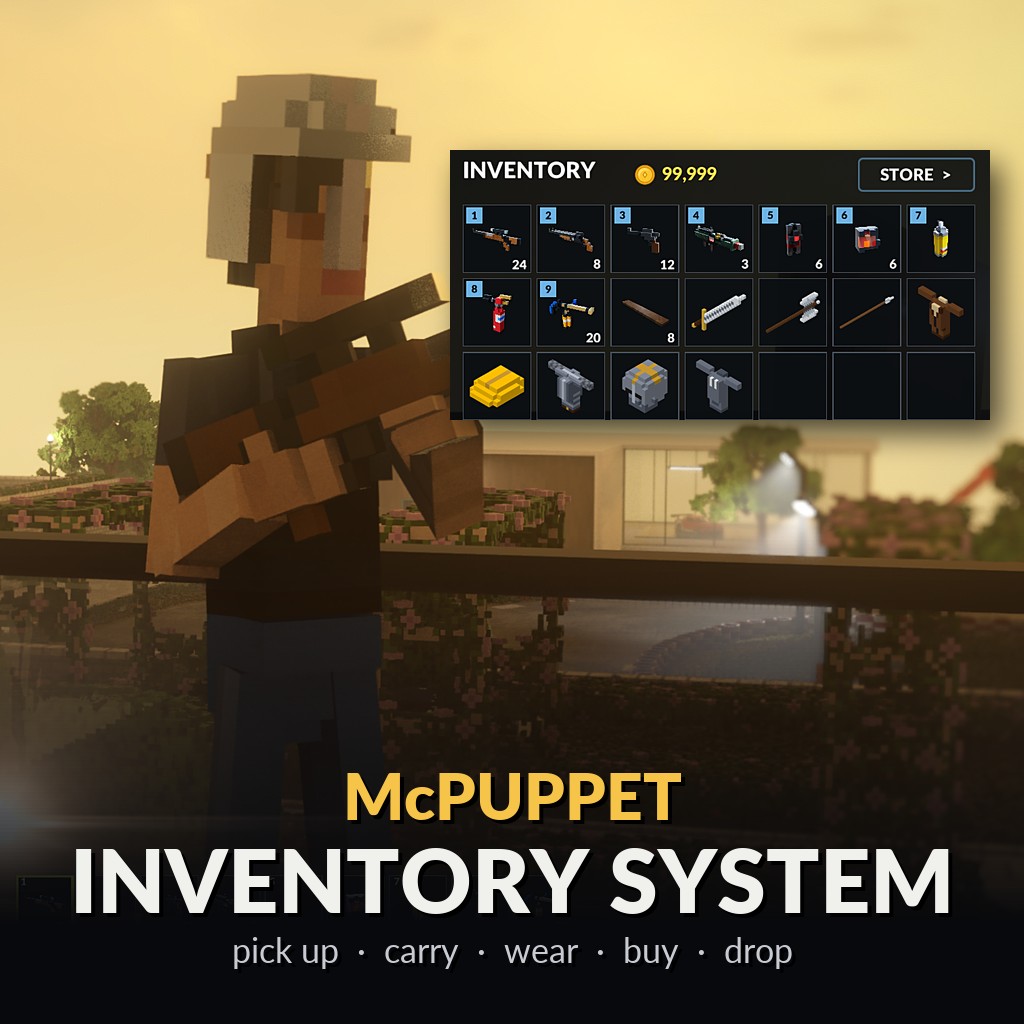 INVENTORY 99,999 STORE >
1 2 3 4 5 6 7
24 8 12 3 6 6
8 9
20 8
McPUPPET
INVENTORY SYSTEM
pick up · carry · wear · buy · drop